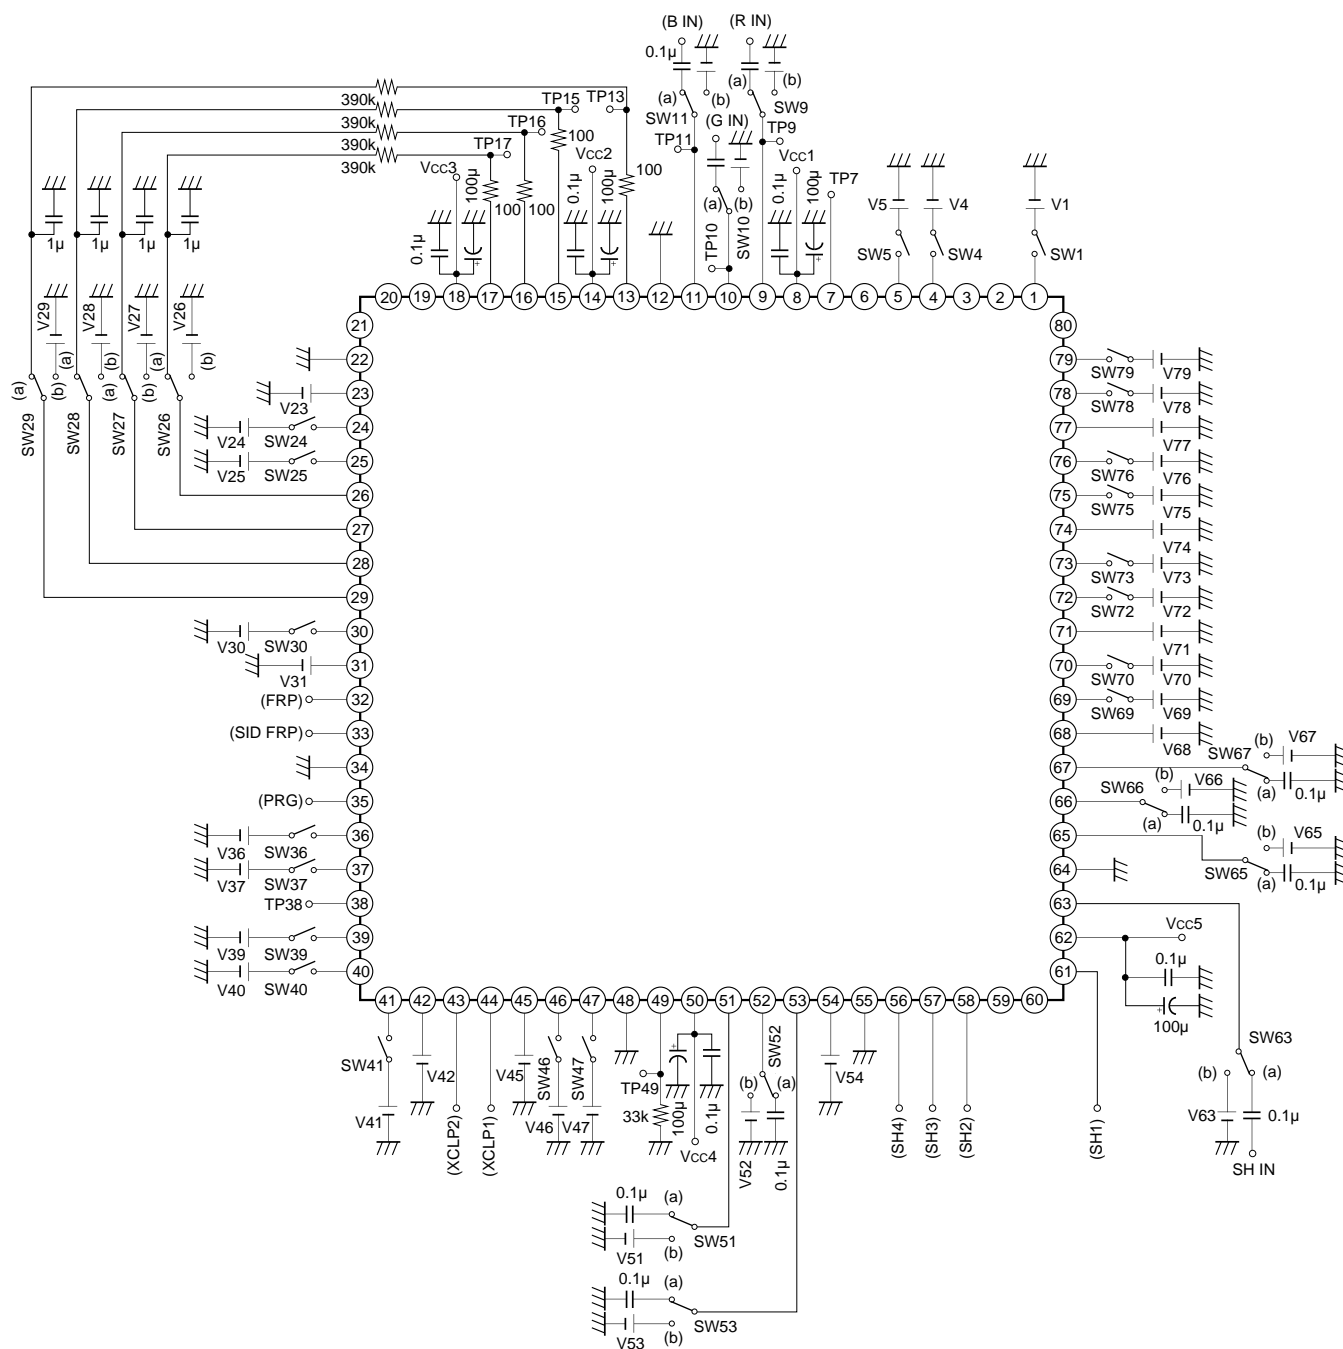 (B IN) (R IN)
0.1µ
(a) (b) (a) (b)
SW11 SW9
(G IN)
TP15 TP13 TP11 TP9
390k
390k TP16
390k TP17
390k
100 100 100 100
Vcc3 Vcc2 Vcc1
0.1µ 100µ 0.1µ 100µ 0.1µ 100µ
TP7
(a) (b)
TP10 SW10
V5 V4 V1
SW5 SW4 SW1
1µ 1µ 1µ 1µ
V29 V28 V27 V26
(a) (b) (a) (b) (a) (b) (a) (b)
SW29 SW28 SW27 SW26
20 19 18 17 16 15 14 13 12 11 10 9 8 7 6 5 4 3 2 1
21
22
23 V23
24 V24 SW24
25 V25 SW25
26
27
28
29
30 V30 SW30
31 V31
(FRP) 32
(SID FRP) 33
34
(PRG) 35
36 V36 SW36
37 V37 SW37
TP38 38
39 V39 SW39
40 V40 SW40
80
79 SW79 V79
78 SW78 V78
77 V77
76 SW76 V76
75 SW75 V75
74 V74
73 SW73 V73
72 SW72 V72
71 V71
70 SW70 V70
69 SW69 V69
68 V68
67 SW67 (b) V67 (a) 0.1µ
66 SW66 (b) V66 (a) 0.1µ
65 SW65 (b) V65 (a) 0.1µ
64
63
62 Vcc5
61 0.1µ
100µ
41 42 43 44 45 46 47 48 49 50 51 52 53 54 55 56 57 58 59 60
SW41 V41
V42
(XCLP2)
(XCLP1)
V45
SW46 V46
SW47 V47
TP49
33k
100µ
0.1µ
Vcc4
SW52
(b) (a)
V52
0.1µ
V54
(SH4)
(SH3)
(SH2)
(SH1)
SW63
(b) (a)
V63 0.1µ
SH IN
0.1µ (a)
SW51
V51 (b)
0.1µ (a)
SW53
V53 (b)